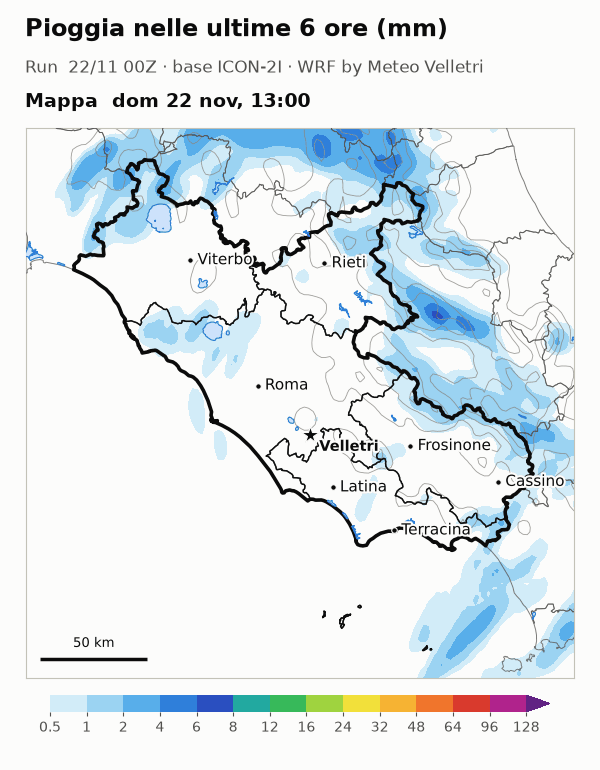 Pioggia nelle ultime 6 ore (mm)
Run  22/11 00Z · base ICON-2I · WRF by Meteo Velletri
Mappa  dom 22 nov, 13:00
Viterbo
Rieti
Roma
Velletri
Frosinone
Cassino
Latina
Terracina
50 km
0.5 1 2 4 6 8 12 16 24 32 48 64 96 128